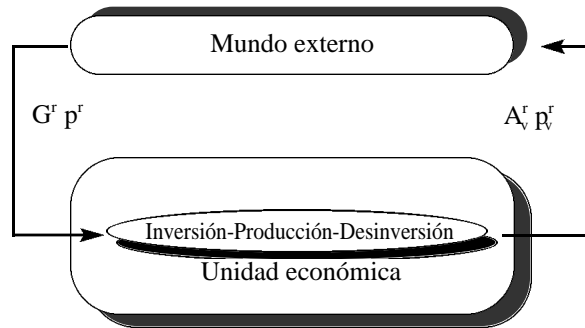 Mundo externo
Gʳ pʳ
Aᵥʳ pᵥʳ
Inversión-Producción-Desinversión
Unidad económica